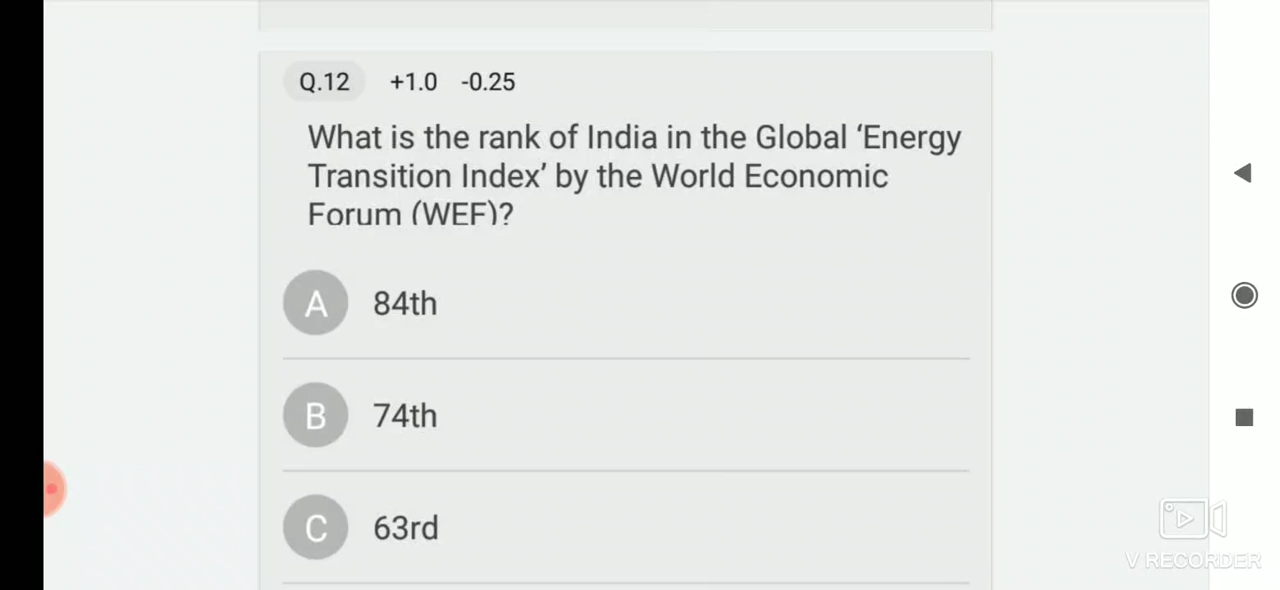 Q.12 +1.0 -0.25
What is the rank of India in the Global ‘Energy
Transition Index’ by the World Economic
Forum (WEF)?
A 84th
B 74th
C 63rd
V RECORDER